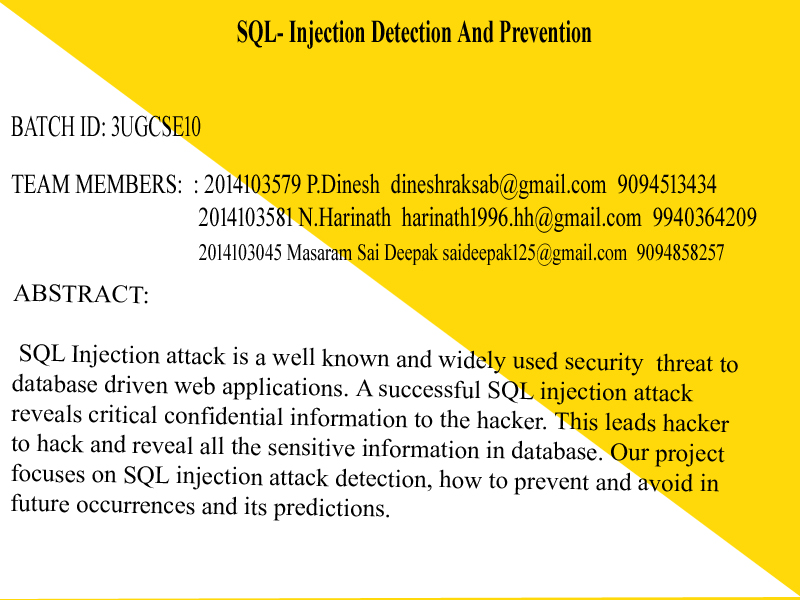 SQL- Injection Detection And Prevention
BATCH ID: 3UGCSE10
TEAM MEMBERS: : 2014103579 P.Dinesh dineshraksab@gmail.com 9094513434
2014103581 N.Harinath harinath1996.hh@gmail.com 9940364209
2014103045 Masaram Sai Deepak saideepak125@gmail.com 9094858257
ABSTRACT:
SQL Injection attack is a well known and widely used security threat to
database driven web applications. A successful SQL injection attack
reveals critical confidential information to the hacker. This leads hacker
to hack and reveal all the sensitive information in database. Our project
focuses on SQL injection attack detection, how to prevent and avoid in
future occurrences and its predictions.